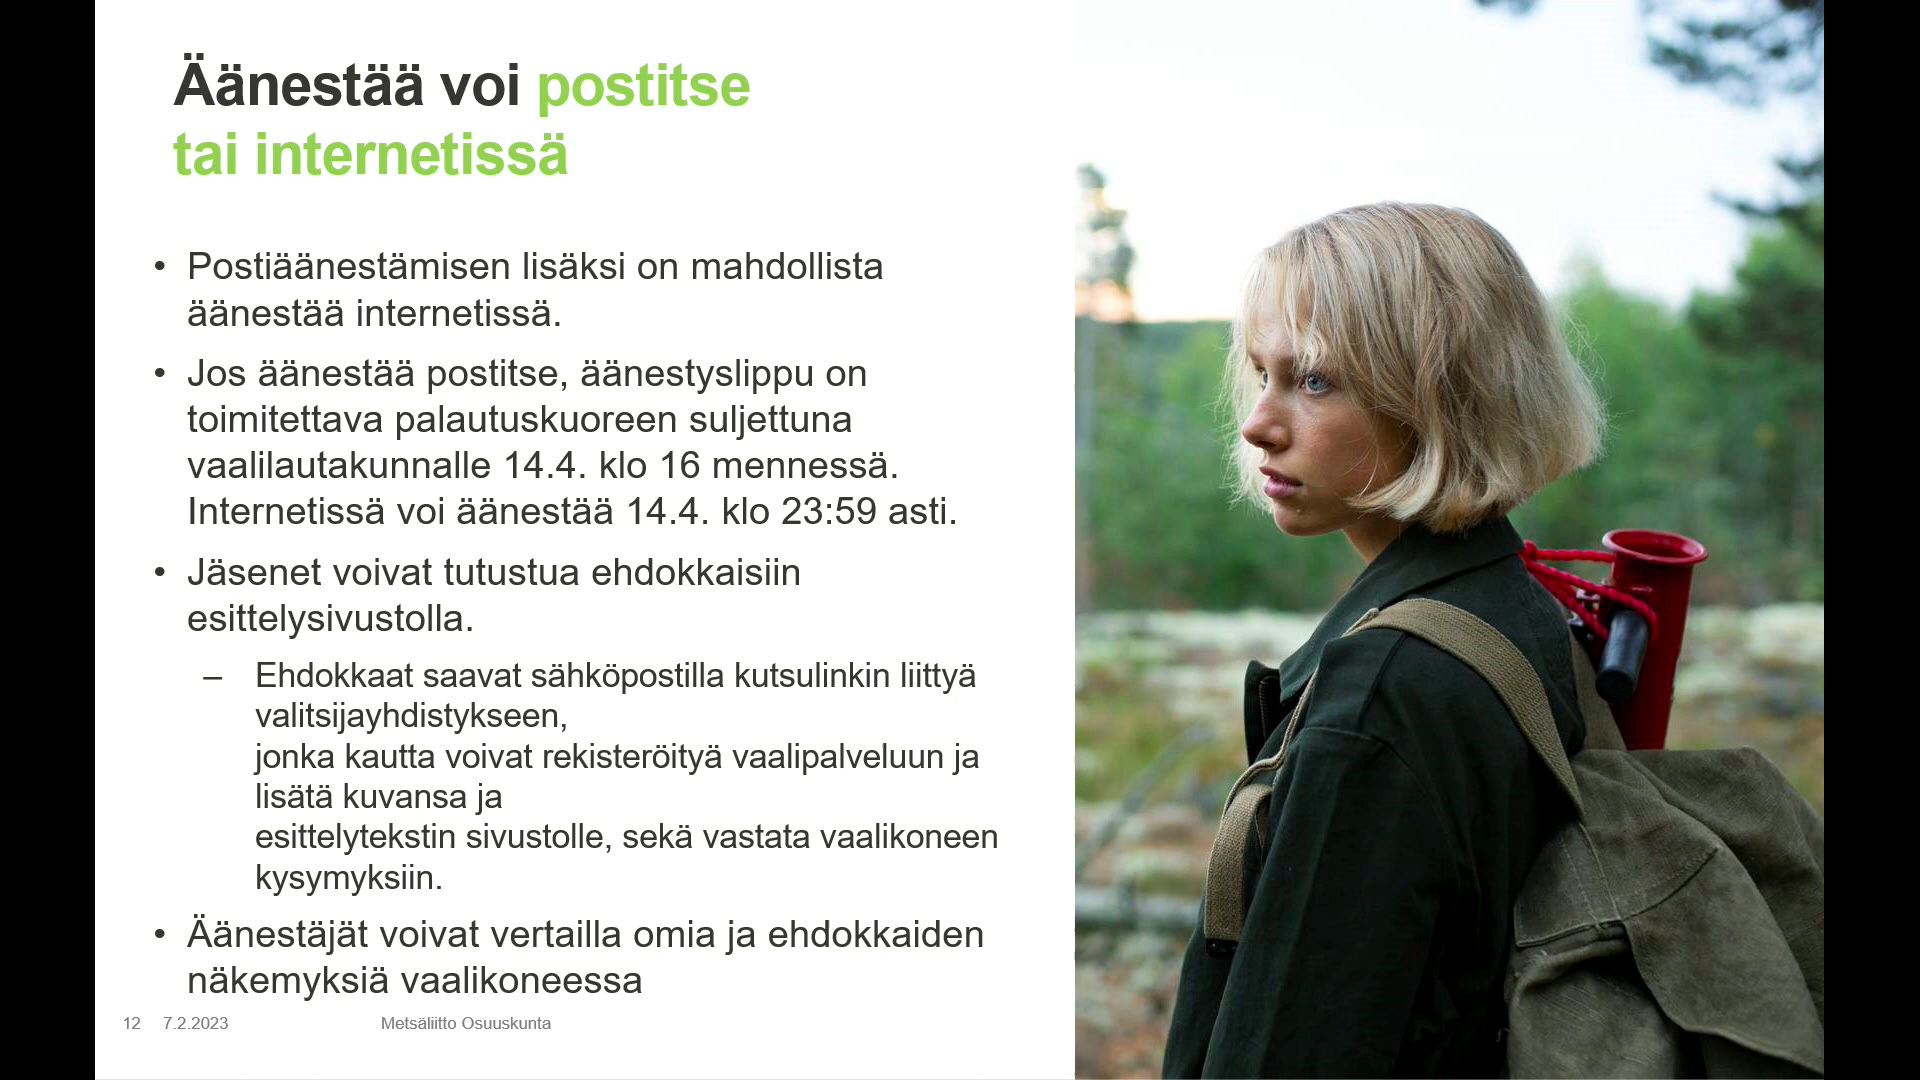 Äänestää voi postitse
tai internetissä
• Postiäänestämisen lisäksi on mahdollista
äänestää internetissä.
• Jos äänestää postitse, äänestyslippu on
toimitettava palautuskuoreen suljettuna
vaalilautakunnalle 14.4. klo 16 mennessä.
Internetissä voi äänestää 14.4. klo 23:59 asti.
• Jäsenet voivat tutustua ehdokkaisiin
esittelysivustolla.
– Ehdokkaat saavat sähköpostilla kutsulinkin liittyä
valitsijayhdistykseen,
jonka kautta voivat rekisteröityä vaalipalveluun ja
lisätä kuvansa ja
esittelytekstin sivustolle, sekä vastata vaalikoneen
kysymyksiin.
• Äänestäjät voivat vertailla omia ja ehdokkaiden
näkemyksiä vaalikoneessa
12 7.2.2023 Metsäliitto Osuuskunta